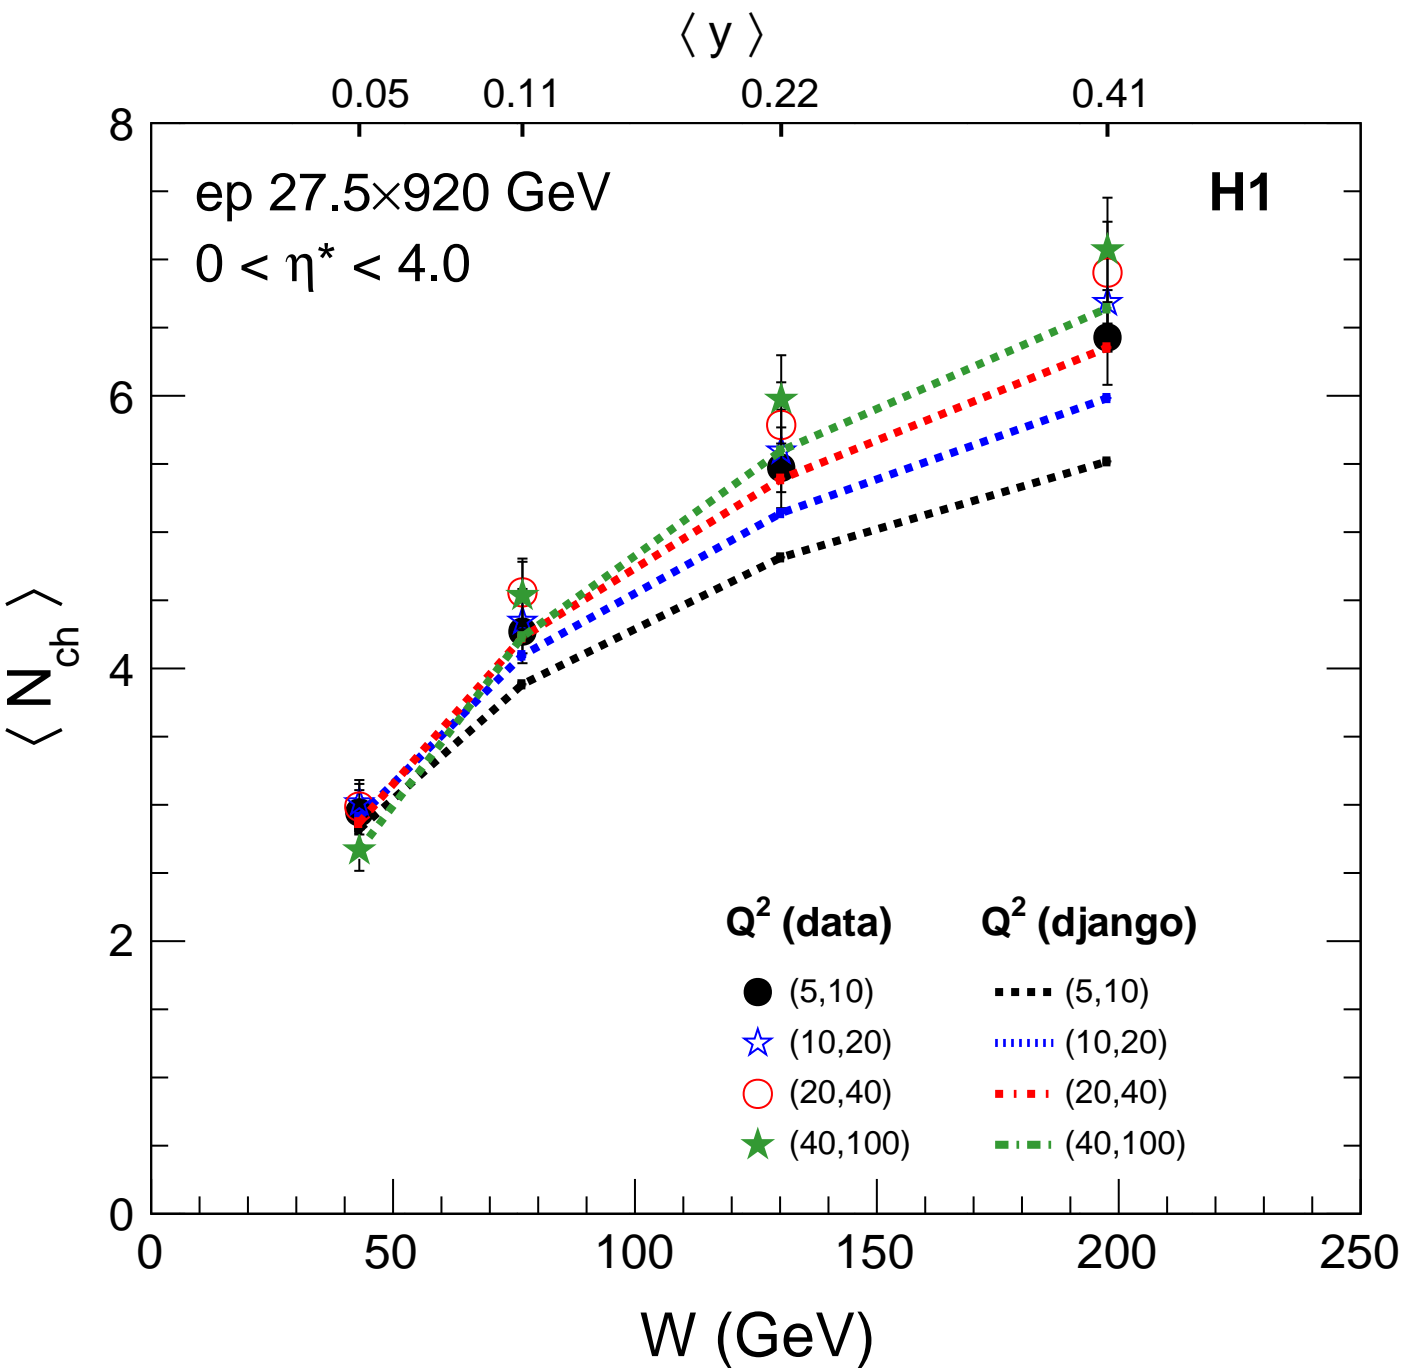 ⟨ y ⟩
0.05 0.11 0.22 0.41
8
ep 27.5×920 GeV
H1
0 < η* < 4.0
6
⟨ N_ch ⟩
4
2
0
Q² (data) Q² (django)
(5,10) (5,10)
(10,20) (10,20)
(20,40) (20,40)
(40,100) (40,100)
0 50 100 150 200 250
W (GeV)